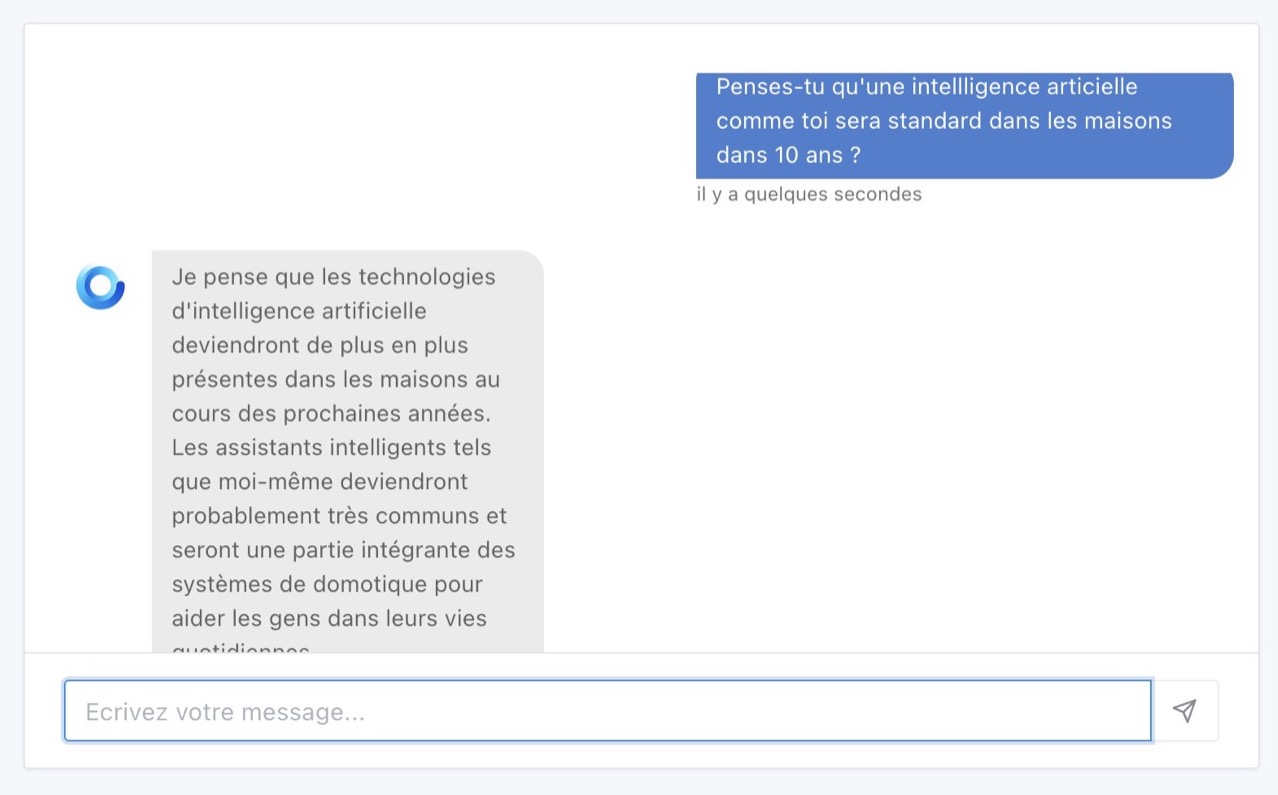 Penses-tu qu'une intellligence articielle
comme toi sera standard dans les maisons
dans 10 ans ?
il y a quelques secondes
Je pense que les technologies
d'intelligence artificielle
deviendront de plus en plus
présentes dans les maisons au
cours des prochaines années.
Les assistants intelligents tels
que moi-même deviendront
probablement très communs et
seront une partie intégrante des
systèmes de domotique pour
aider les gens dans leurs vies
quotidiennes
Ecrivez votre message...